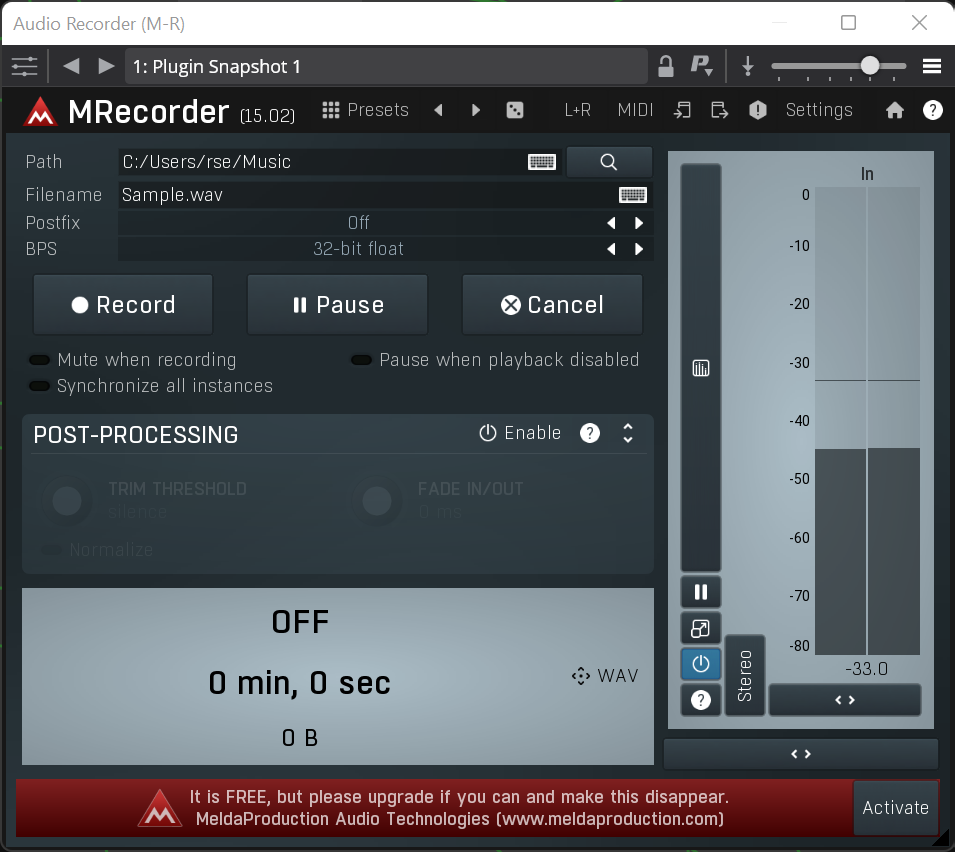 Audio Recorder (M-R)
1: Plugin Snapshot 1
MRecorder (15.02) Presets L+R MIDI Settings
Path C:/Users/rse/Music
Filename Sample.wav
Postfix Off
BPS 32-bit float
Record Pause Cancel
Mute when recording Pause when playback disabled
Synchronize all instances
POST-PROCESSING Enable ?
TRIM THRESHOLD FADE IN/OUT
silence 0 ms
Normalize
OFF
0 min, 0 sec
WAV
0 B
In
0
-10
-20
-30
-40
-50
-60
-70
-80
-33.0
Stereo
?
It is FREE, but please upgrade if you can and make this disappear.
MeldaProduction Audio Technologies (www.meldaproduction.com)
Activate